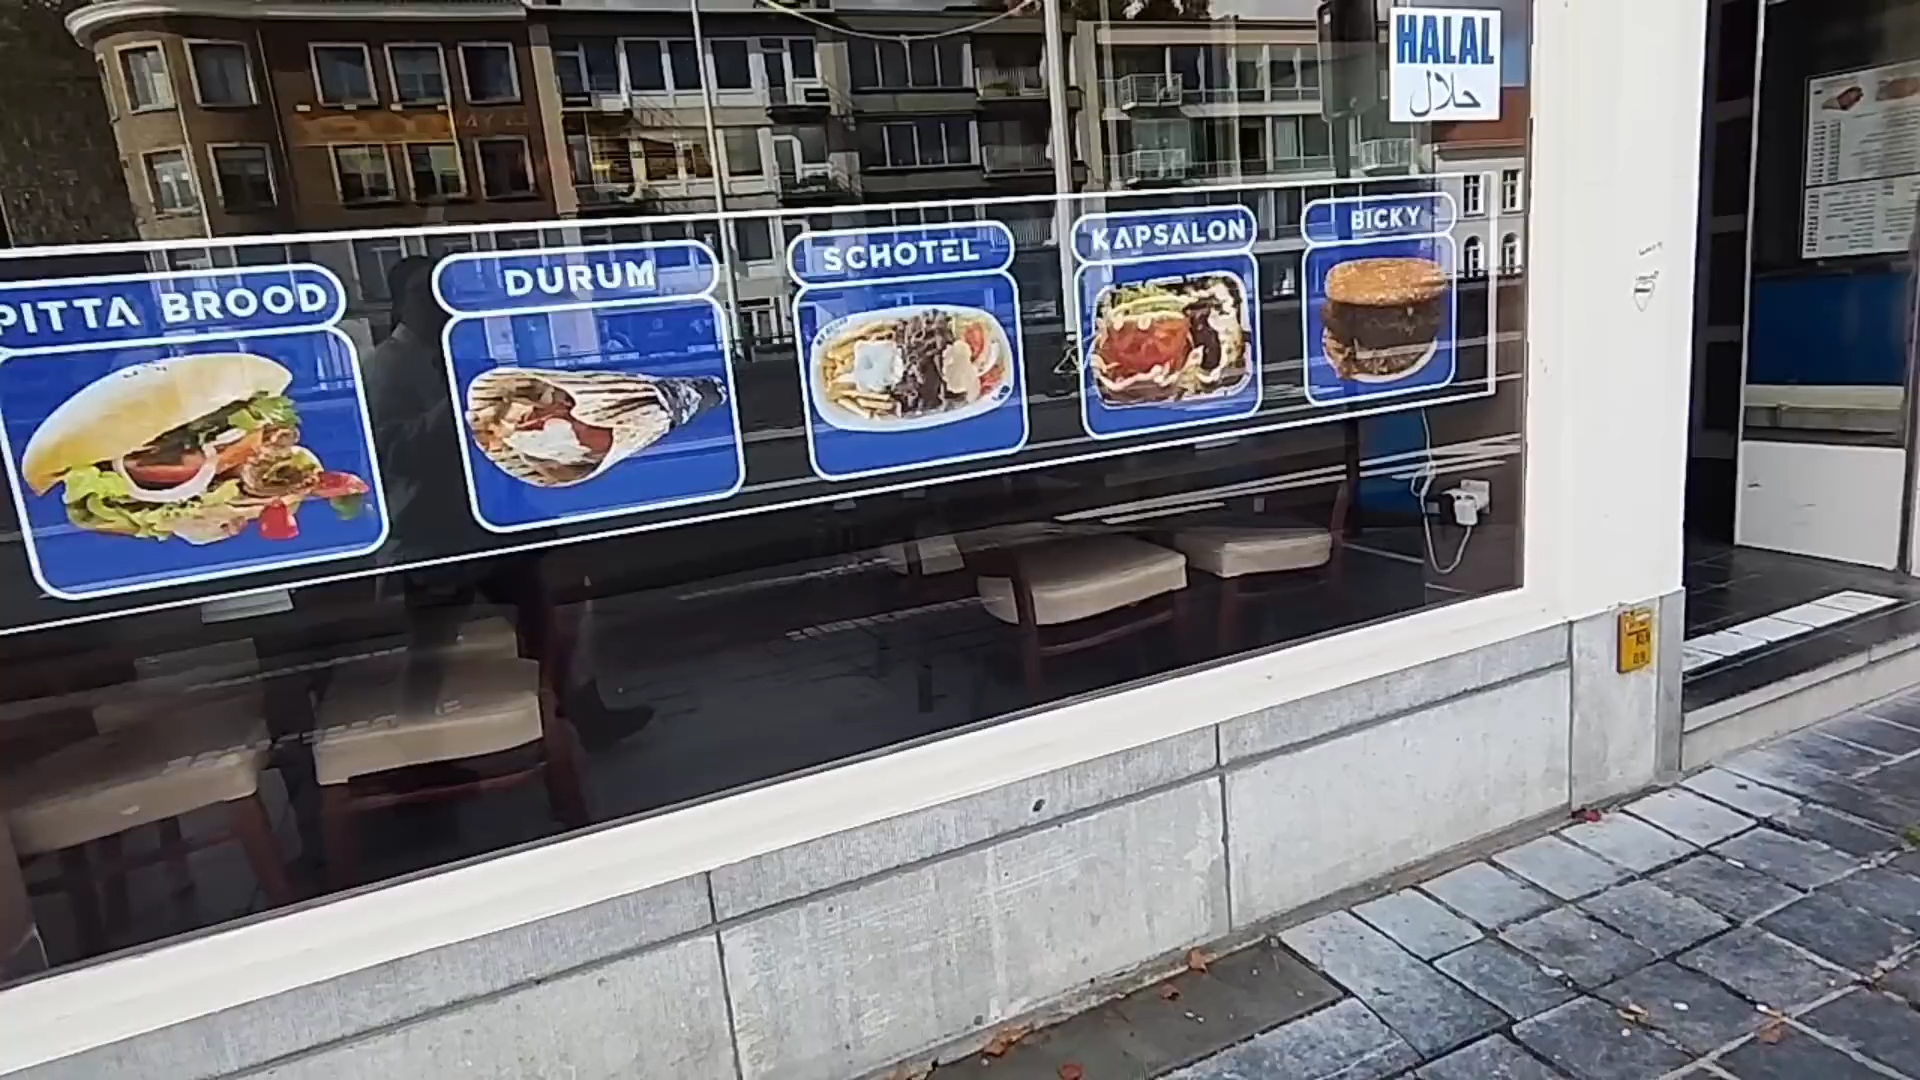 HALAL
حلال
PITTA BROOD
DURUM
SCHOTEL
KAPSALON
BICKY